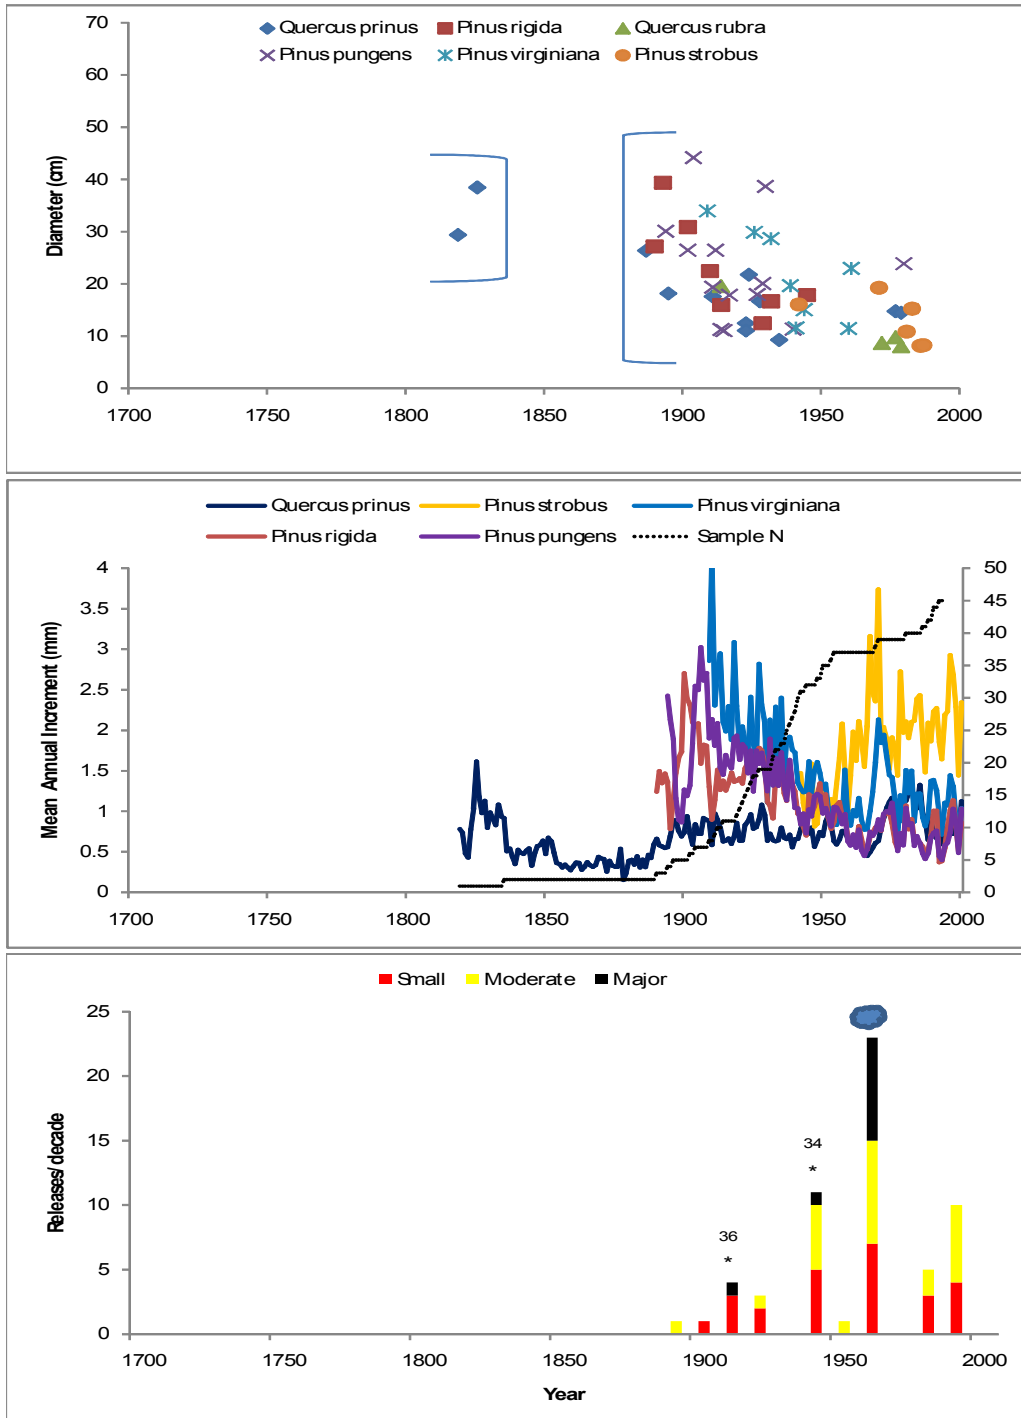 Quercus prinus Pinus rigida Quercus rubra
Pinus pungens Pinus virginiana Pinus strobus
70
60
50
40
30
20
10
0
Diameter (cm)
1700 1750 1800 1850 1900 1950 2000
Quercus prinus Pinus strobus Pinus virginiana
Pinus rigida Pinus pungens Sample N
4 50
3.5 45
3 40
2.5 35
2 30
1.5 25
1 20
0.5 15
0 10
5
0
Mean Annual Increment (mm)
1700 1750 1800 1850 1900 1950 2000
Small Moderate Major
25
20
15
10
5
0
Releases/decade
34
*
36
*
1700 1750 1800 1850 1900 1950 2000
Year